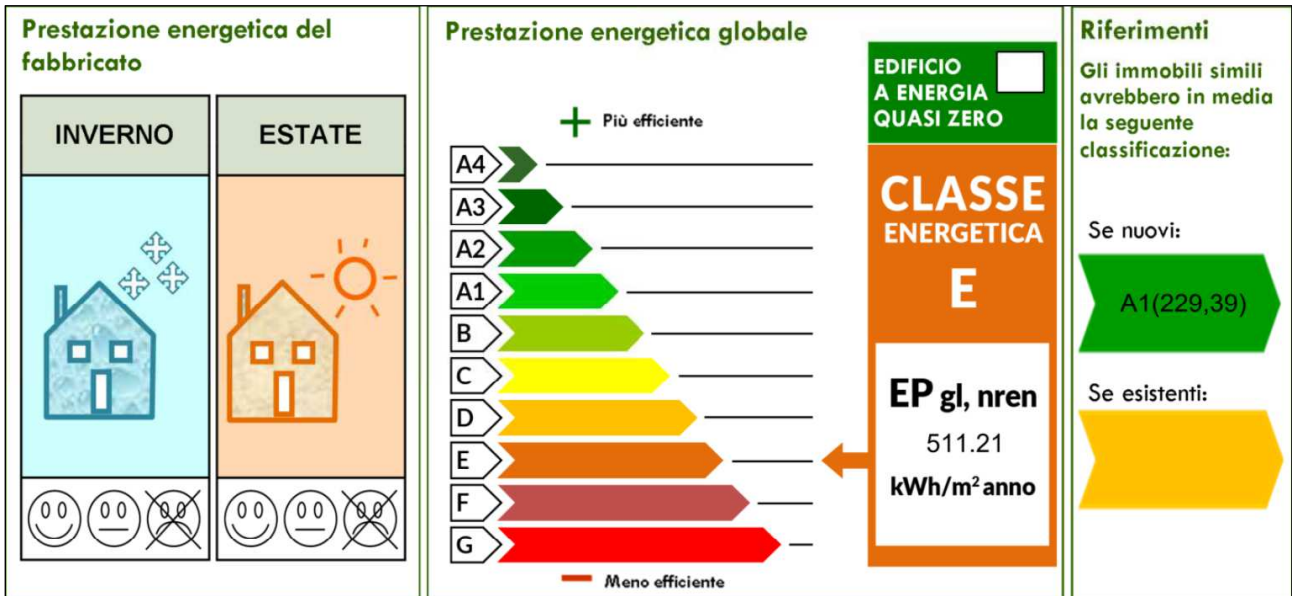 Prestazione energetica del
fabbricato
INVERNO
ESTATE
Prestazione energetica globale
Più efficiente
A4
A3
A2
A1
B
C
D
E
F
G
Meno efficiente
EDIFICIO
A ENERGIA
QUASI ZERO
CLASSE
ENERGETICA
E
EP gl, nren
511.21
kWh/m² anno
Riferimenti
Gli immobili simili
avrebbero in media
la seguente
classificazione:
Se nuovi:
A1(229,39)
Se esistenti: